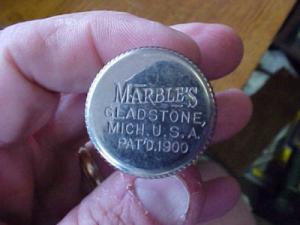 MARBLE'S
GLADSTONE,
MICH. U.S.A.
PAT'D.1900